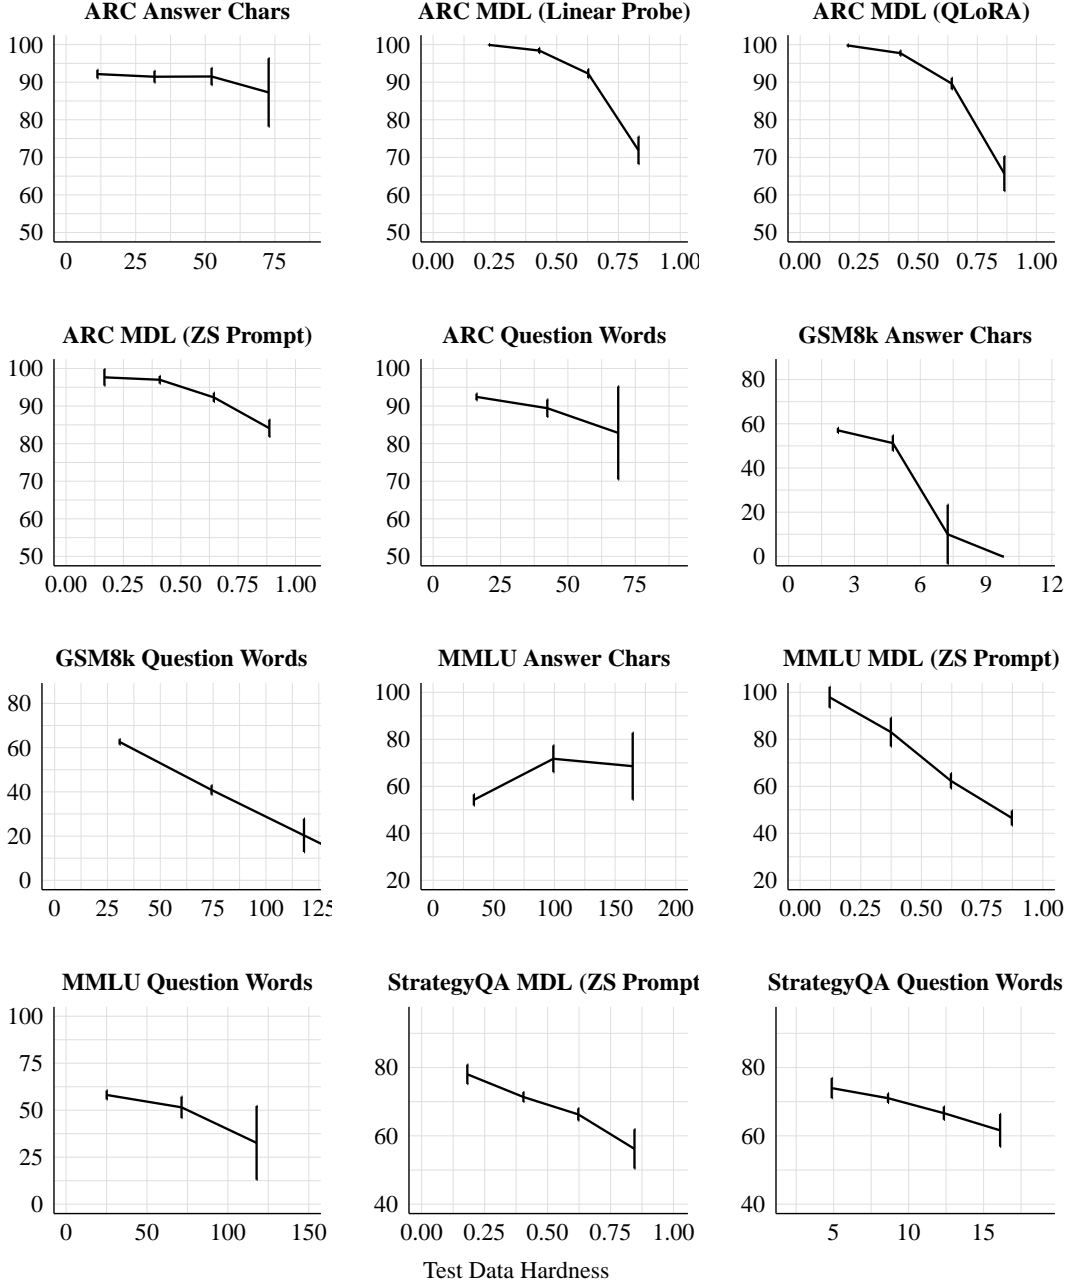 ARC Answer Chars
100
90
80
70
60
50
0 25 50 75
ARC MDL (Linear Probe)
100
90
80
70
60
50
0.00 0.25 0.50 0.75 1.00
ARC MDL (QLoRA)
100
90
80
70
60
50
0.00 0.25 0.50 0.75 1.00
ARC MDL (ZS Prompt)
100
90
80
70
60
50
0.00 0.25 0.50 0.75 1.00
ARC Question Words
100
90
80
70
60
50
0 25 50 75
GSM8k Answer Chars
80
60
40
20
0
0 3 6 9 12
GSM8k Question Words
80
60
40
20
0
0 25 50 75 100 125
MMLU Answer Chars
100
80
60
40
20
0 50 100 150 200
MMLU MDL (ZS Prompt)
100
80
60
40
20
0.00 0.25 0.50 0.75 1.00
MMLU Question Words
100
75
50
25
0
0 50 100 150
StrategyQA MDL (ZS Prompt
80
60
40
0.00 0.25 0.50 0.75 1.00
StrategyQA Question Words
80
60
40
5 10 15
Test Data Hardness